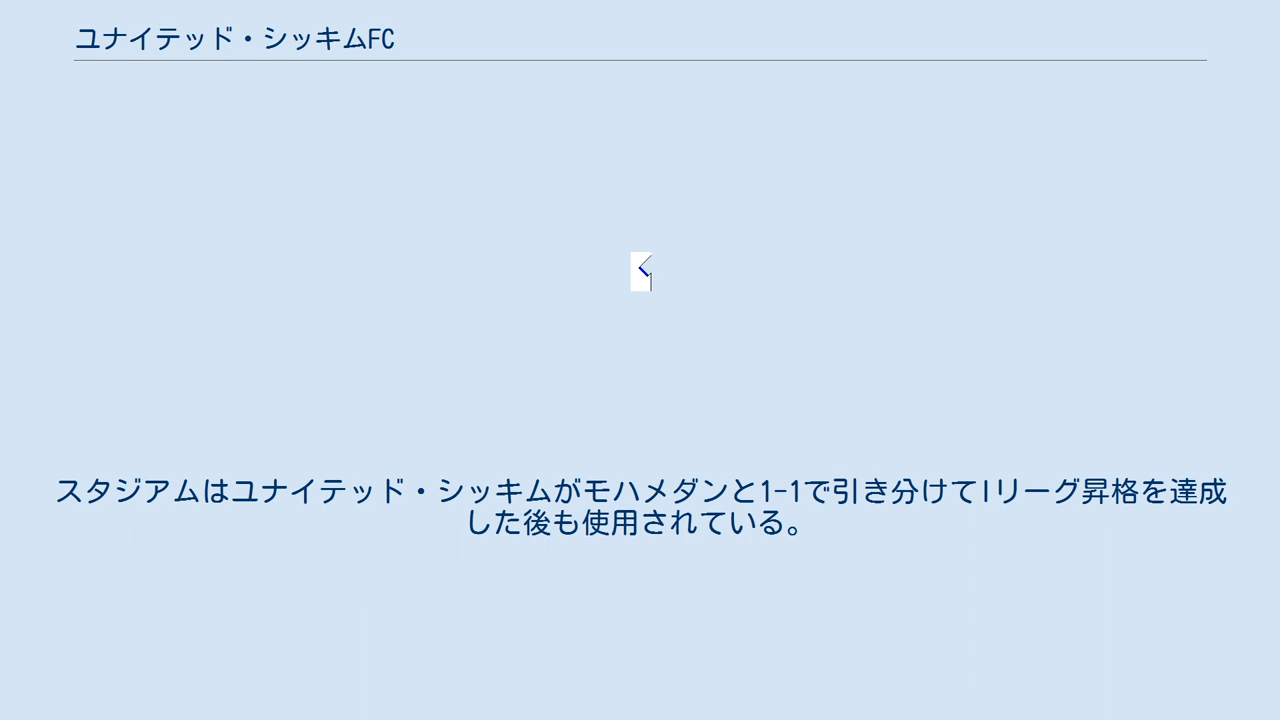 ユナイテッド・シッキムFC
スタジアムはユナイテッド・シッキムがモハメダンと1-1で引き分けてIリーグ昇格を達成
した後も使用されている。